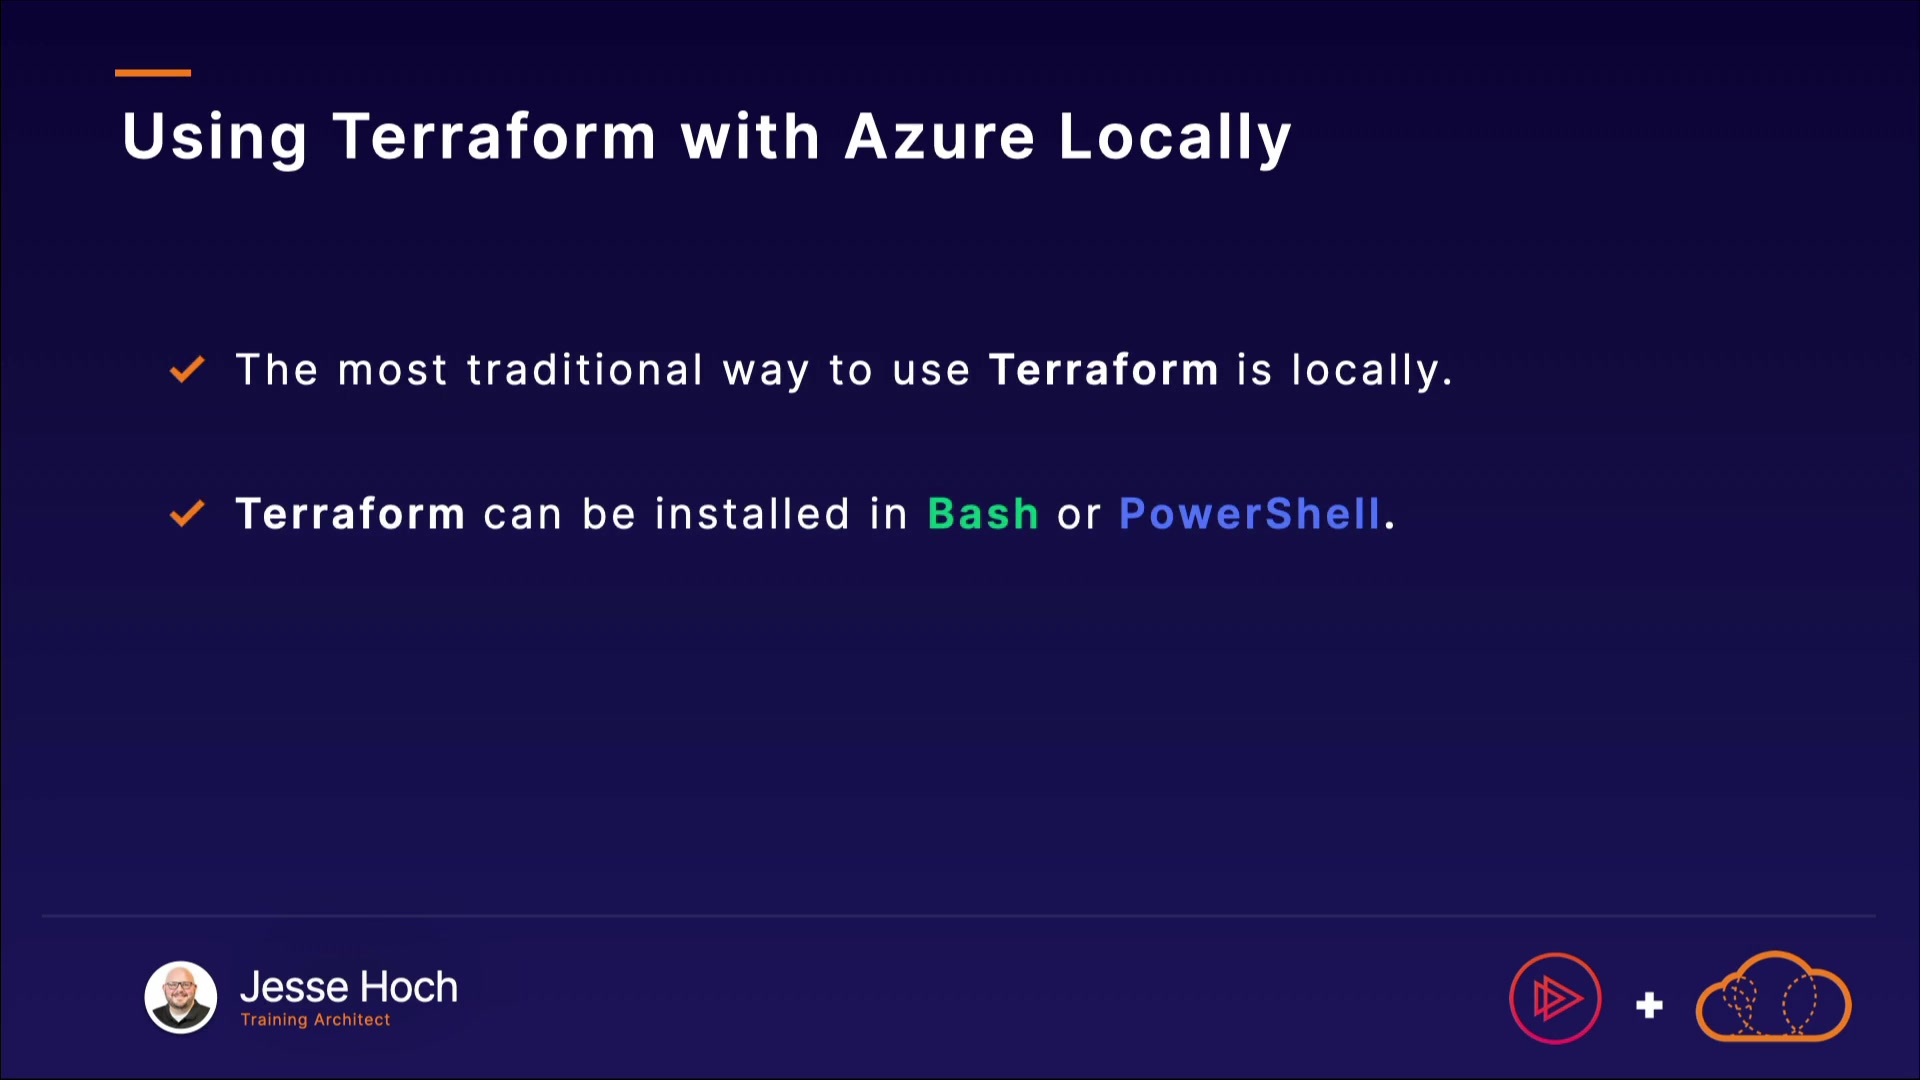 Using Terraform with Azure Locally
The most traditional way to use Terraform is locally.
Terraform can be installed in Bash or PowerShell.
Jesse Hoch
Training Architect